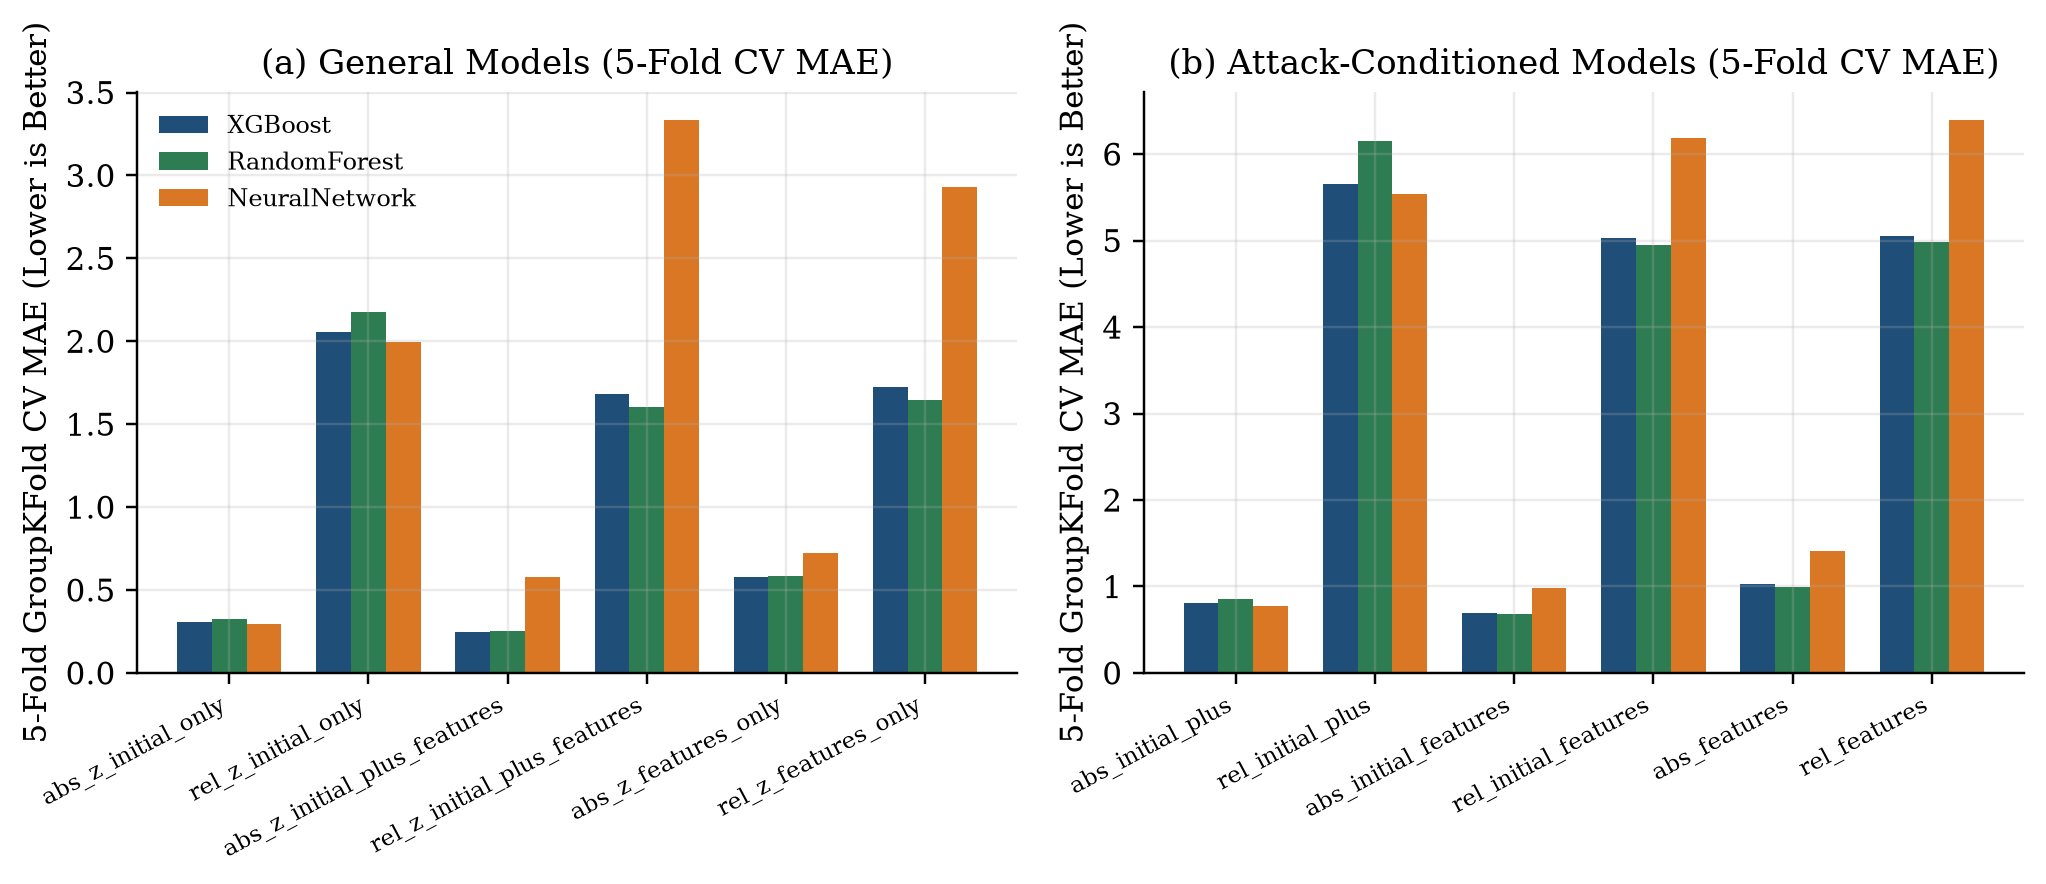 (a) General Models (5-Fold CV MAE)
5-Fold GroupKFold CV MAE (Lower is Better)
3.5
3.0
2.5
2.0
1.5
1.0
0.5
0.0
XGBoost
RandomForest
NeuralNetwork
abs_z_initial_only
rel_z_initial_only
abs_z_initial_plus_features
rel_z_initial_plus_features
abs_z_features_only
rel_z_features_only
(b) Attack-Conditioned Models (5-Fold CV MAE)
5-Fold GroupKFold CV MAE (Lower is Better)
6
5
4
3
2
1
0
abs_initial_plus
rel_initial_plus
abs_initial_features
rel_initial_features
abs_features
rel_features